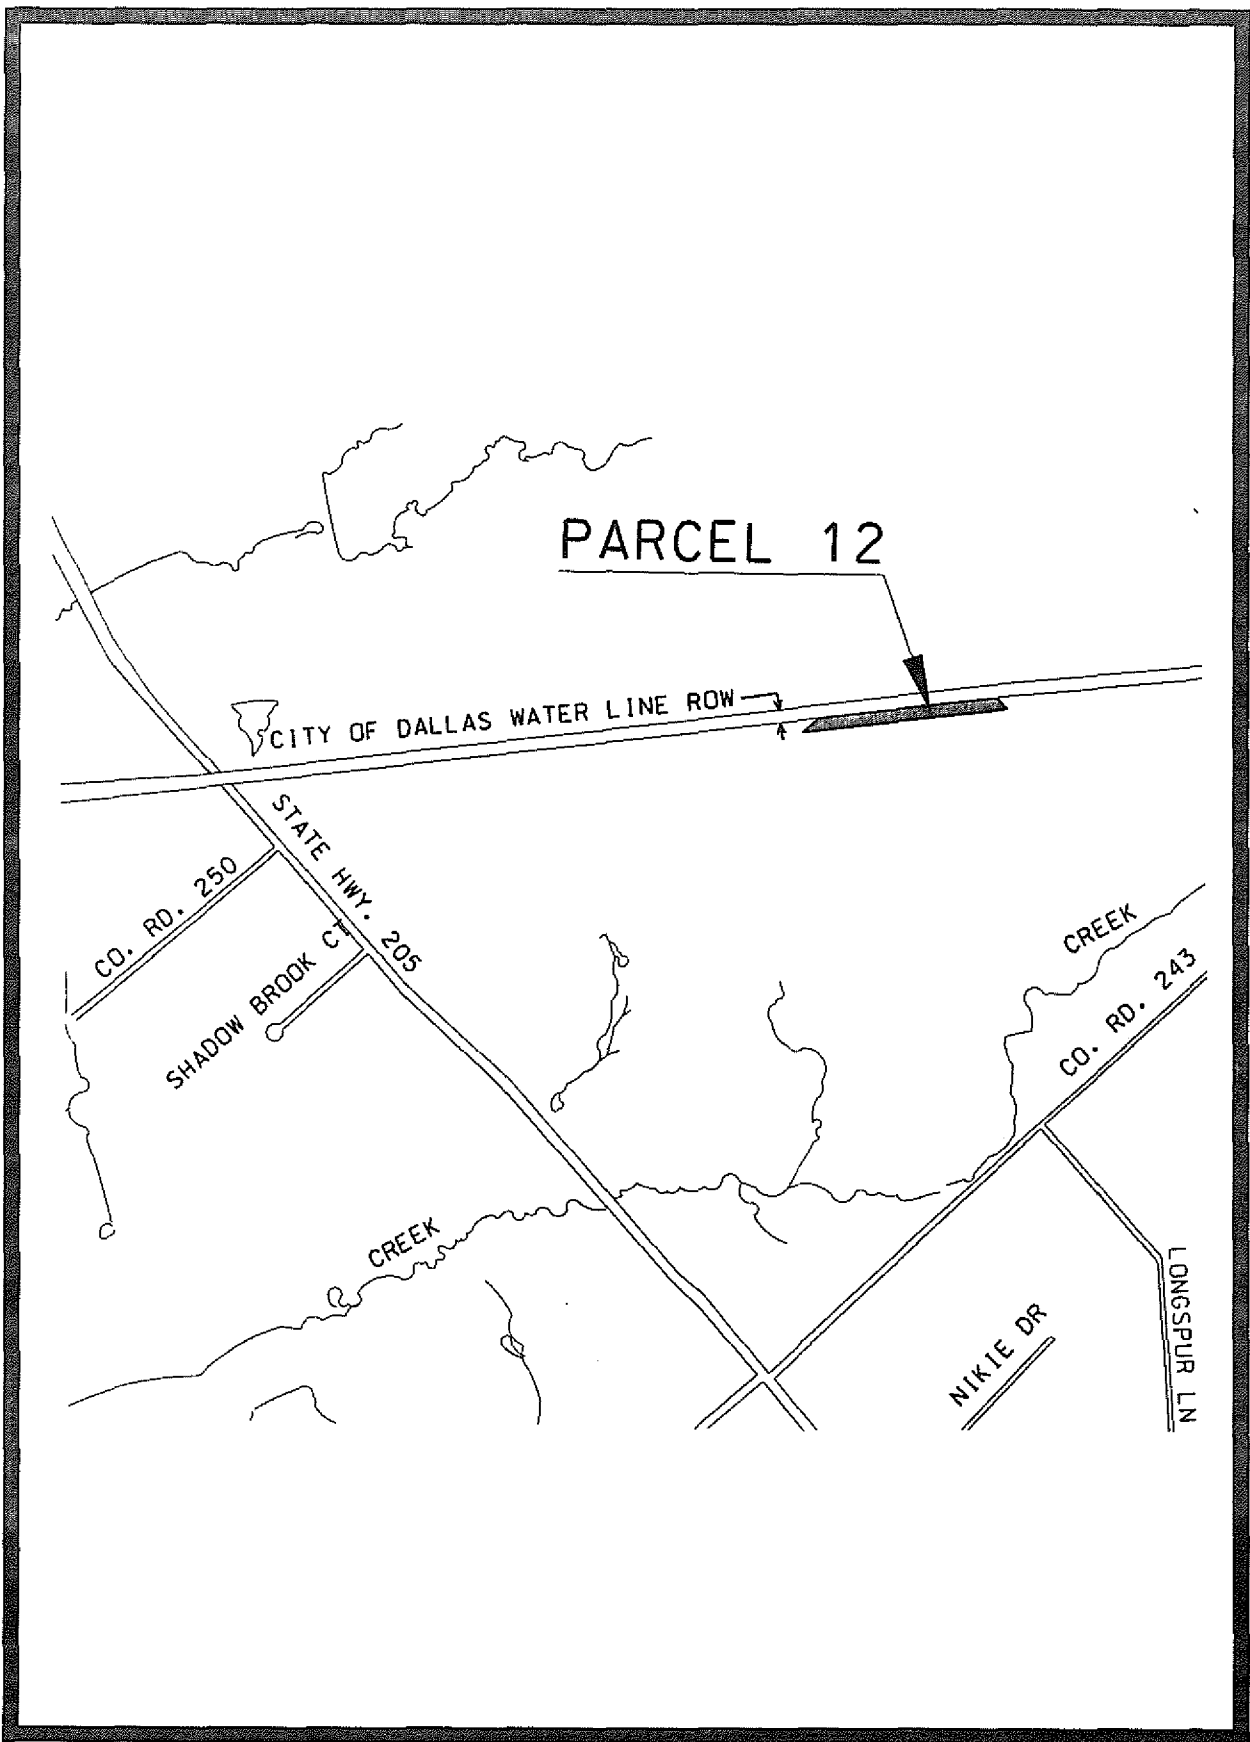 PARCEL 12
CITY OF DALLAS WATER LINE ROW
STATE HWY. 205
CO. RD. 250
SHADOW BROOK CT
CREEK
CO. RD. 243
CREEK
LONGSPUR LN
NIKIE DR